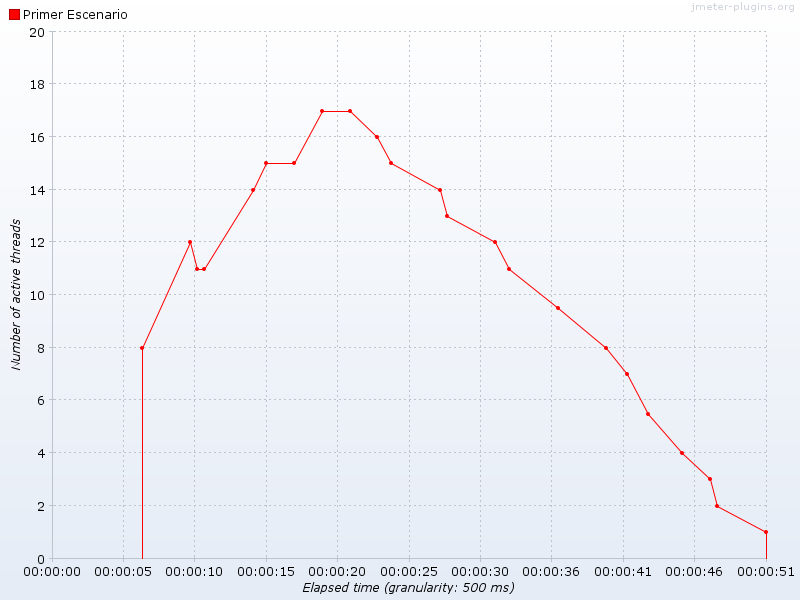 jmeter-plugins.org
Primer Escenario
20
18
16
14
12
10
8
6
4
2
0
Number of active threads
00:00:00 00:00:05 00:00:10 00:00:15 00:00:20 00:00:25 00:00:30 00:00:36 00:00:41 00:00:46 00:00:51
Elapsed time (granularity: 500 ms)